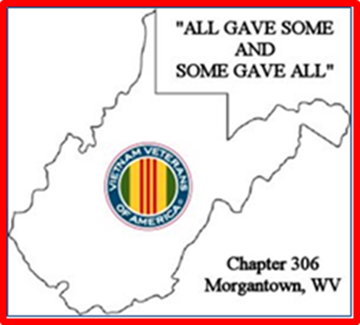 "ALL GAVE SOME
AND
SOME GAVE ALL"
VIETNAM VETERANS
OF AMERICA
Chapter 306
Morgantown, WV